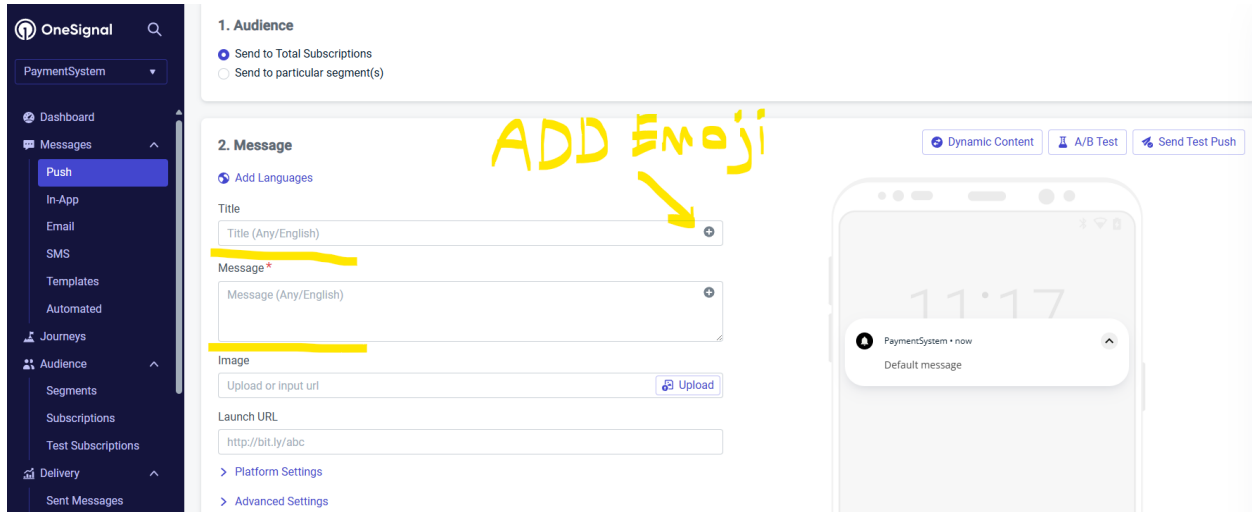 OneSignal
PaymentSystem
Dashboard
Messages
Push
In-App
Email
SMS
Templates
Automated
Journeys
Audience
Segments
Subscriptions
Test Subscriptions
Delivery
Sent Messages
1. Audience
Send to Total Subscriptions
Send to particular segment(s)
ADD Emoji
2. Message
Dynamic Content
A/B Test
Send Test Push
Add Languages
Title
Title (Any/English)
Message*
Message (Any/English)
Image
Upload or input url
Upload
Launch URL
http://bit.ly/abc
Platform Settings
Advanced Settings
11:17
PaymentSystem • now
Default message